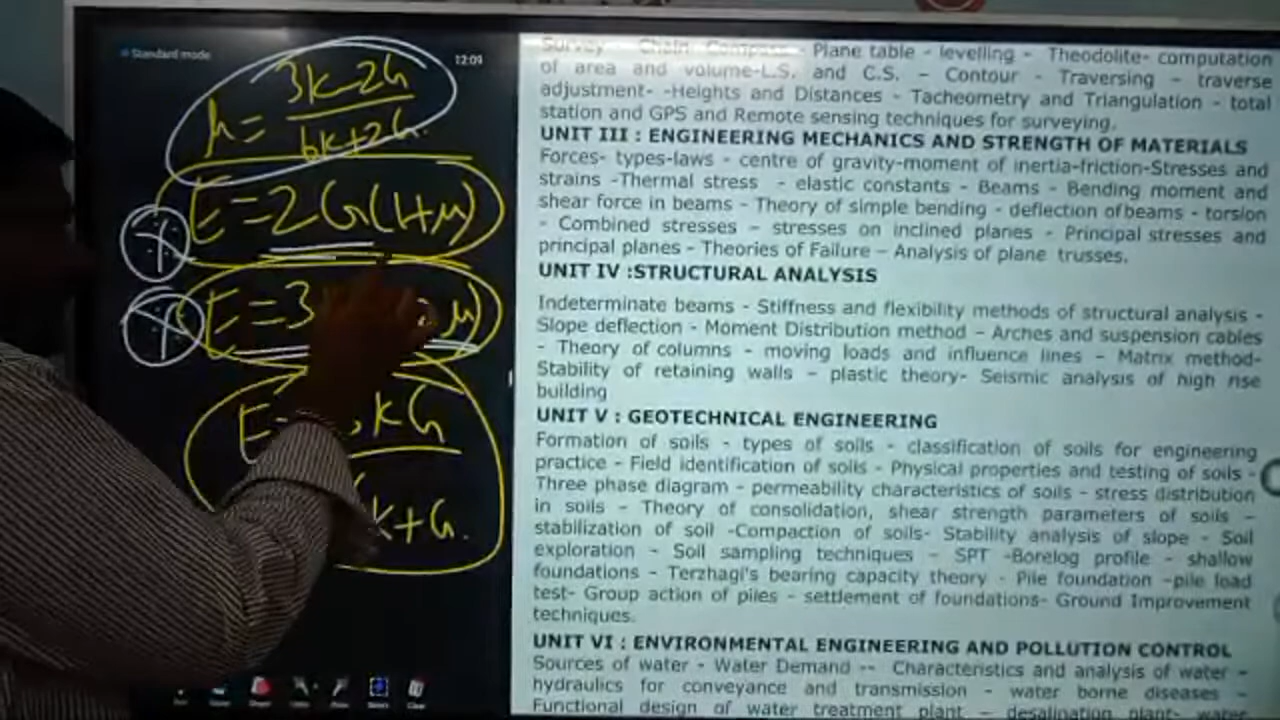 Standard mode
12:09
μ = 3K-2G
6K+2G.
E = 2G(1+μ)
E = 3 μ)
E KG
K+G.
Survey - Chain Compass - Plane table - levelling - Theodolite- computation
of area and volume-L.S. and C.S. – Contour - Traversing – traverse
adjustment- -Heights and Distances - Tacheometry and Triangulation - total
station and GPS and Remote sensing techniques for surveying.
UNIT III : ENGINEERING MECHANICS AND STRENGTH OF MATERIALS
Forces- types-laws - centre of gravity-moment of inertia-friction-Stresses and
strains -Thermal stress - elastic constants - Beams - Bending moment and
shear force in beams - Theory of simple bending - deflection of beams - torsion
- Combined stresses – stresses on inclined planes - Principal stresses and
principal planes - Theories of Failure – Analysis of plane trusses.
UNIT IV :STRUCTURAL ANALYSIS
Indeterminate beams - Stiffness and flexibility methods of structural analysis -
Slope deflection - Moment Distribution method – Arches and suspension cables
- Theory of columns - moving loads and influence lines – Matrix method-
Stability of retaining walls – plastic theory- Seismic analysis of high rise
building
UNIT V : GEOTECHNICAL ENGINEERING
Formation of soils - types of soils - classification of soils for engineering
practice - Field identification of soils - Physical properties and testing of soils -
Three phase diagram - permeability characteristics of soils - stress distribution
in soils - Theory of consolidation, shear strength parameters of soils –
stabilization of soil -Compaction of soils- Stability analysis of slope - Soil
exploration - Soil sampling techniques – SPT -Borelog profile – shallow
foundations - Terzhagi's bearing capacity theory - Pile foundation –pile load
test- Group action of piles - settlement of foundations- Ground Improvement
techniques.
UNIT VI : ENVIRONMENTAL ENGINEERING AND POLLUTION CONTROL
Sources of water - Water Demand -- Characteristics and analysis of water –
hydraulics for conveyance and transmission - water borne diseases –
Functional design of water treatment plant – desalination plant- water